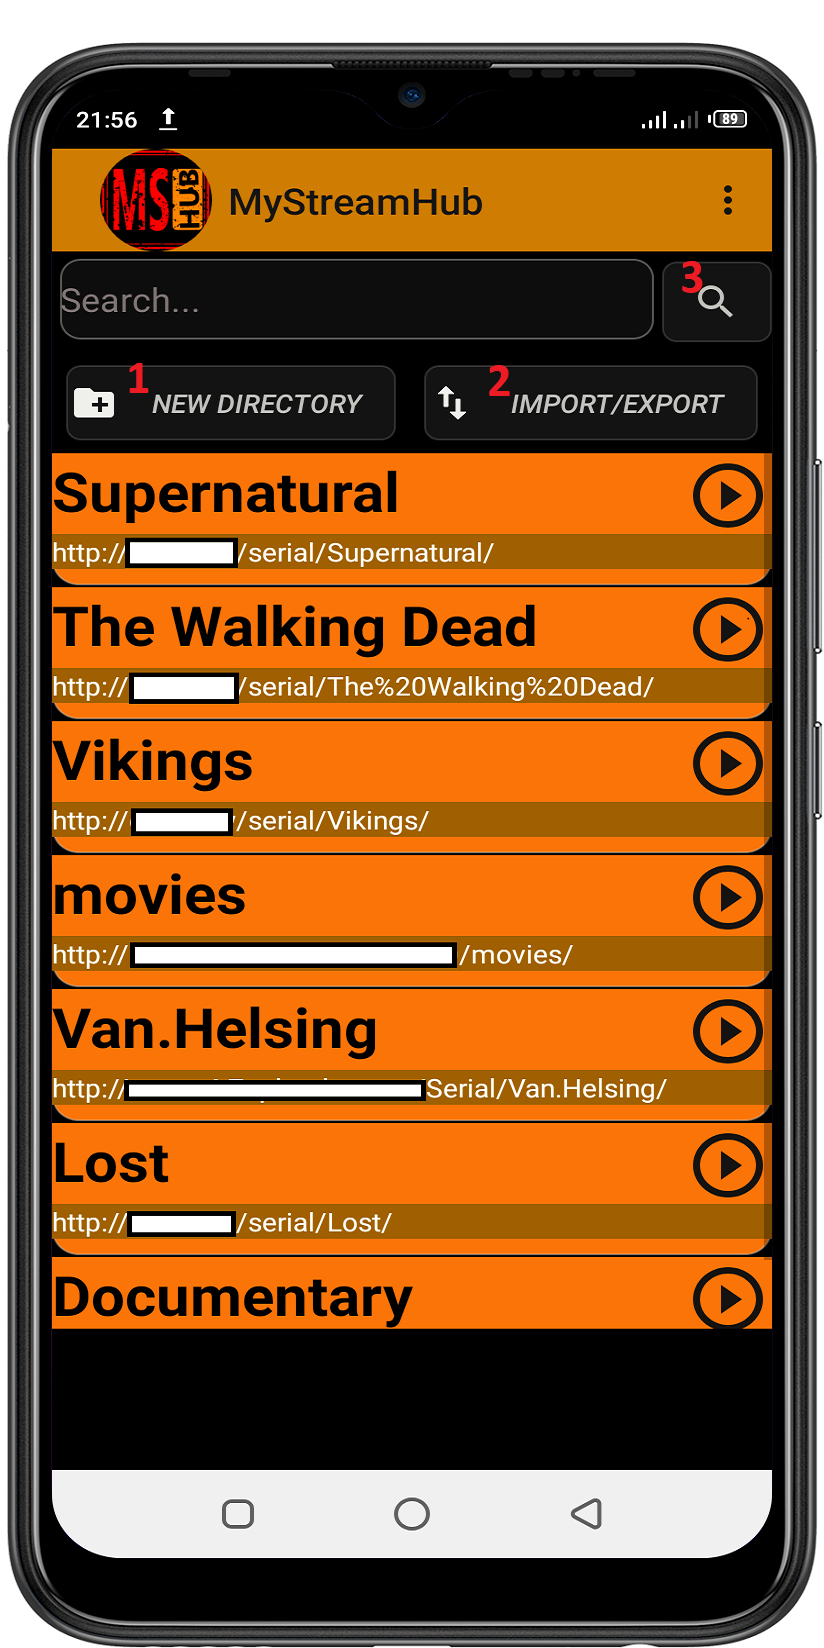 21:56
89
MS HUB
MyStreamHub
Search...
3
1 NEW DIRECTORY
2 IMPORT/EXPORT
Supernatural
http:// /serial/Supernatural/
The Walking Dead
http:// /serial/The%20Walking%20Dead/
Vikings
http:// /serial/Vikings/
movies
http:// /movies/
Van.Helsing
http:// Serial/Van.Helsing/
Lost
http:// /serial/Lost/
Documentary